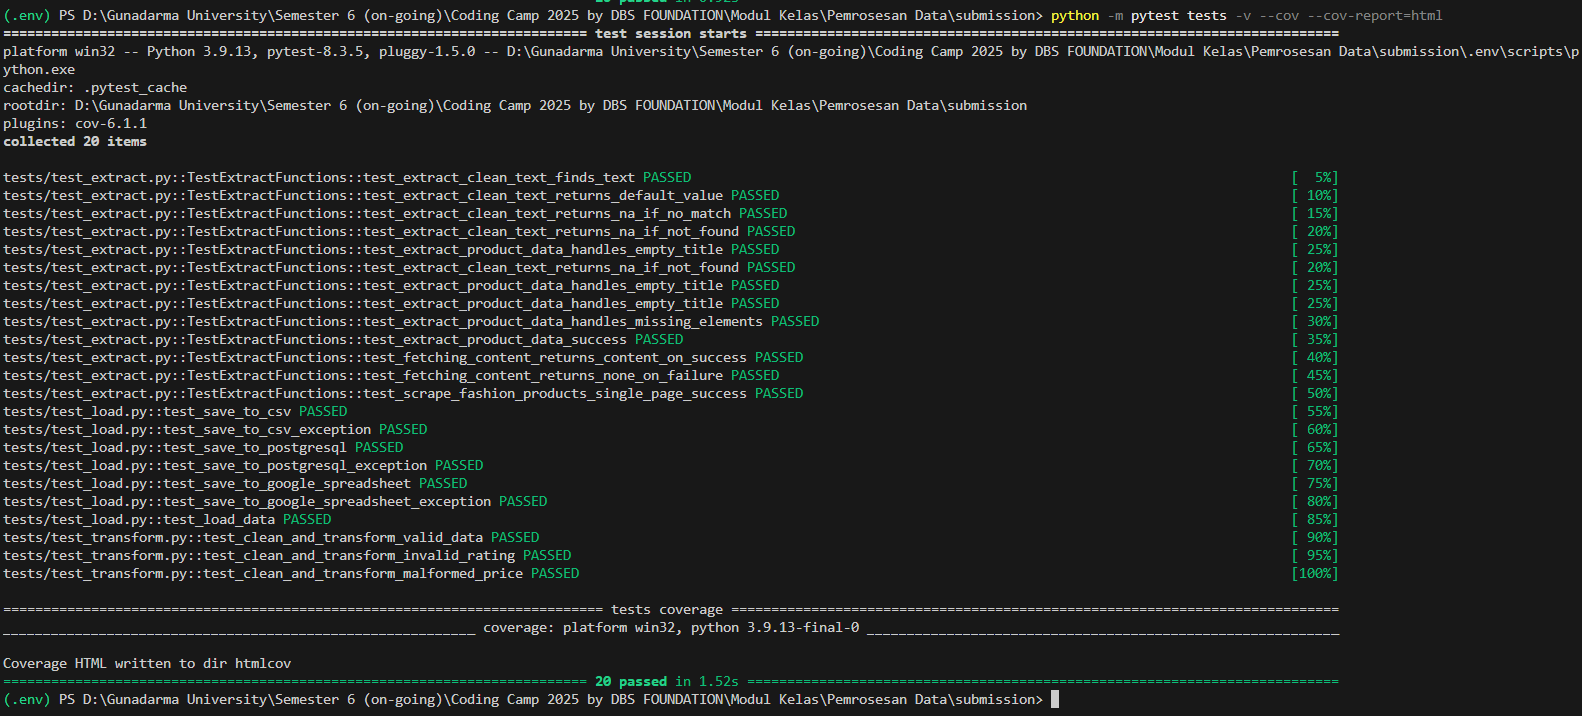 (.env) PS D:\Gunadarma University\Semester 6 (on-going)\Coding Camp 2025 by DBS FOUNDATION\Modul Kelas\Pemrosesan Data\submission> python -m pytest tests -v --cov --cov-report=html
========================================================================= test session starts =========================================================================
platform win32 -- Python 3.9.13, pytest-8.3.5, pluggy-1.5.0 -- D:\Gunadarma University\Semester 6 (on-going)\Coding Camp 2025 by DBS FOUNDATION\Modul Kelas\Pemrosesan Data\submission\.env\scripts\p
ython.exe
cachedir: .pytest_cache
rootdir: D:\Gunadarma University\Semester 6 (on-going)\Coding Camp 2025 by DBS FOUNDATION\Modul Kelas\Pemrosesan Data\submission
plugins: cov-6.1.1
collected 20 items
tests/test_extract.py::TestExtractFunctions::test_extract_clean_text_finds_text PASSED [  5%]
tests/test_extract.py::TestExtractFunctions::test_extract_clean_text_returns_default_value PASSED [ 10%]
tests/test_extract.py::TestExtractFunctions::test_extract_clean_text_returns_na_if_no_match PASSED [ 15%]
tests/test_extract.py::TestExtractFunctions::test_extract_clean_text_returns_na_if_not_found PASSED [ 20%]
tests/test_extract.py::TestExtractFunctions::test_extract_product_data_handles_empty_title PASSED [ 25%]
tests/test_extract.py::TestExtractFunctions::test_extract_clean_text_returns_na_if_not_found PASSED [ 20%]
tests/test_extract.py::TestExtractFunctions::test_extract_product_data_handles_empty_title PASSED [ 25%]
tests/test_extract.py::TestExtractFunctions::test_extract_product_data_handles_empty_title PASSED [ 25%]
tests/test_extract.py::TestExtractFunctions::test_extract_product_data_handles_missing_elements PASSED [ 30%]
tests/test_extract.py::TestExtractFunctions::test_extract_product_data_success PASSED [ 35%]
tests/test_extract.py::TestExtractFunctions::test_fetching_content_returns_content_on_success PASSED [ 40%]
tests/test_extract.py::TestExtractFunctions::test_fetching_content_returns_none_on_failure PASSED [ 45%]
tests/test_extract.py::TestExtractFunctions::test_scrape_fashion_products_single_page_success PASSED [ 50%]
tests/test_load.py::test_save_to_csv PASSED [ 55%]
tests/test_load.py::test_save_to_csv_exception PASSED [ 60%]
tests/test_load.py::test_save_to_postgresql PASSED [ 65%]
tests/test_load.py::test_save_to_postgresql_exception PASSED [ 70%]
tests/test_load.py::test_save_to_google_spreadsheet PASSED [ 75%]
tests/test_load.py::test_save_to_google_spreadsheet_exception PASSED [ 80%]
tests/test_load.py::test_load_data PASSED [ 85%]
tests/test_transform.py::test_clean_and_transform_valid_data PASSED [ 90%]
tests/test_transform.py::test_clean_and_transform_invalid_rating PASSED [ 95%]
tests/test_transform.py::test_clean_and_transform_malformed_price PASSED [100%]
=========================================================================== tests coverage ============================================================================
___________________________________________________________ coverage: platform win32, python 3.9.13-final-0 ___________________________________________________________
Coverage HTML written to dir htmlcov
========================================================================= 20 passed in 1.52s ==========================================================================
(.env) PS D:\Gunadarma University\Semester 6 (on-going)\Coding Camp 2025 by DBS FOUNDATION\Modul Kelas\Pemrosesan Data\submission>